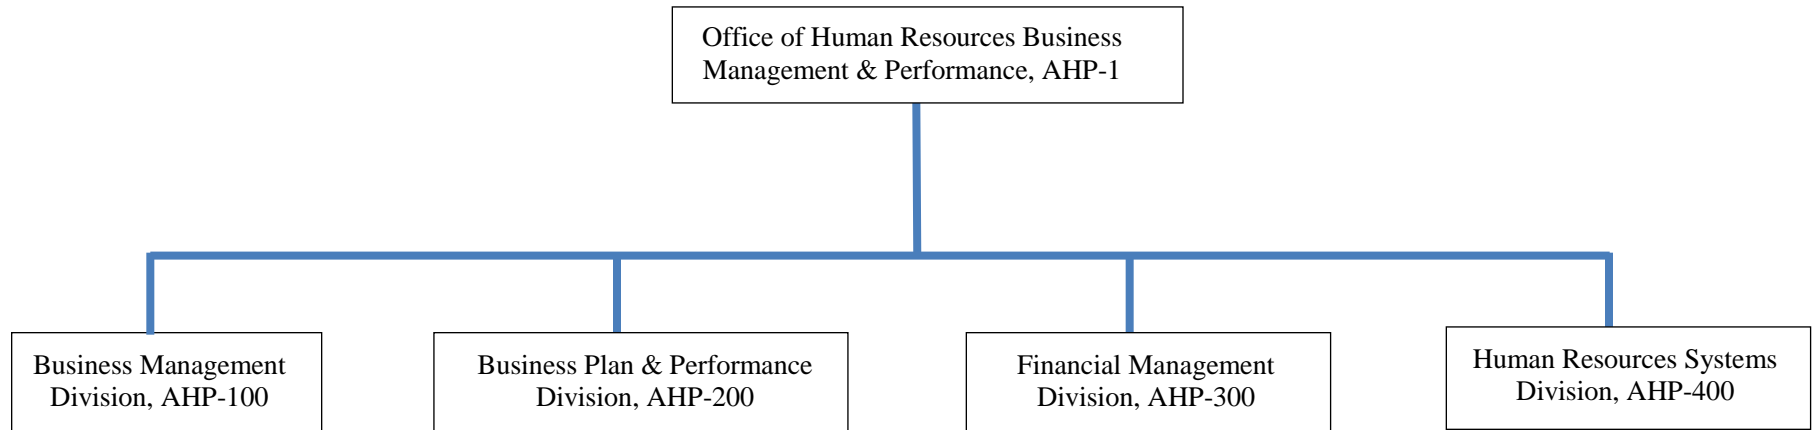 Office of Human Resources Business
Management & Performance, AHP-1
Business Management
Division, AHP-100
Business Plan & Performance
Division, AHP-200
Financial Management
Division, AHP-300
Human Resources Systems
Division, AHP-400